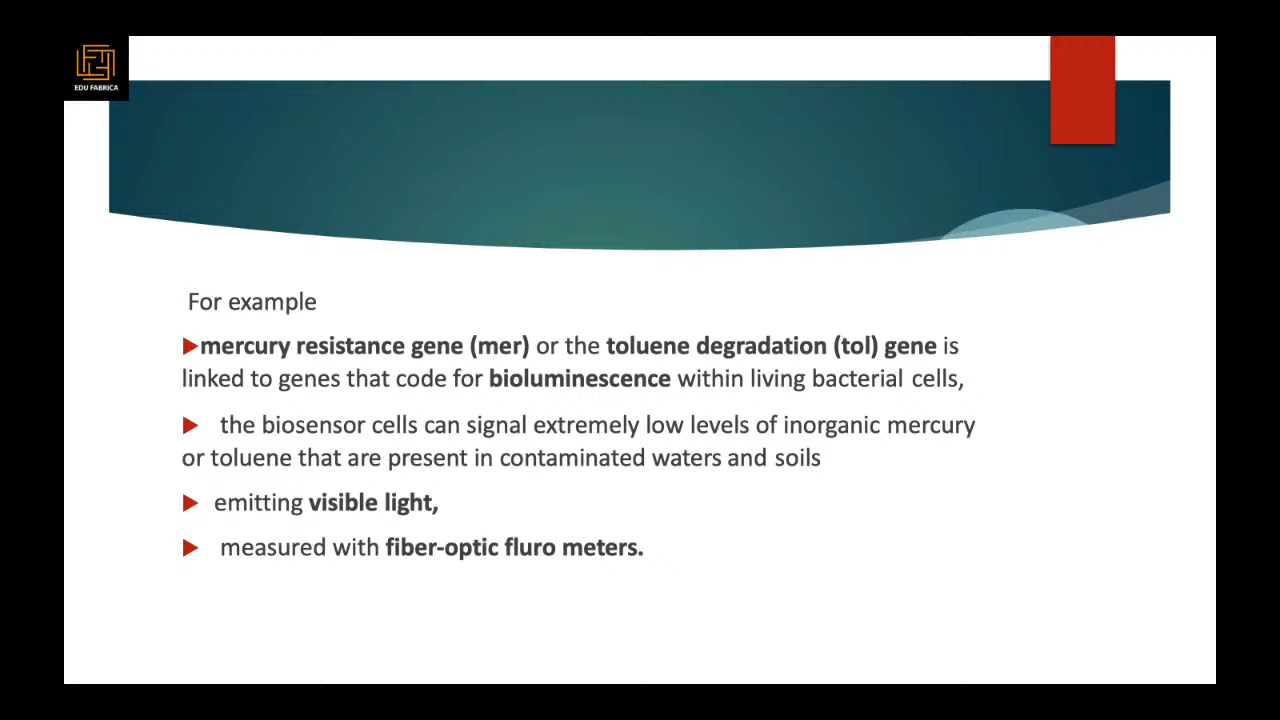 EDU FABRICA
For example
mercury resistance gene (mer) or the toluene degradation (tol) gene is
linked to genes that code for bioluminescence within living bacterial cells,
the biosensor cells can signal extremely low levels of inorganic mercury
or toluene that are present in contaminated waters and soils
emitting visible light,
measured with fiber-optic fluro meters.